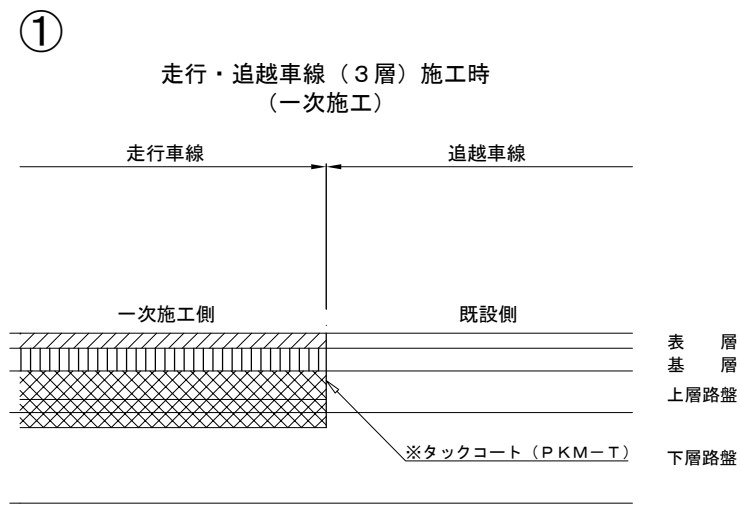 ①
走行・追越車線（３層）施工時
（一次施工）
走行車線
追越車線
一次施工側
既設側
表　　層
基　　層
上層路盤
※タックコート（ＰＫＭ－Ｔ）
下層路盤